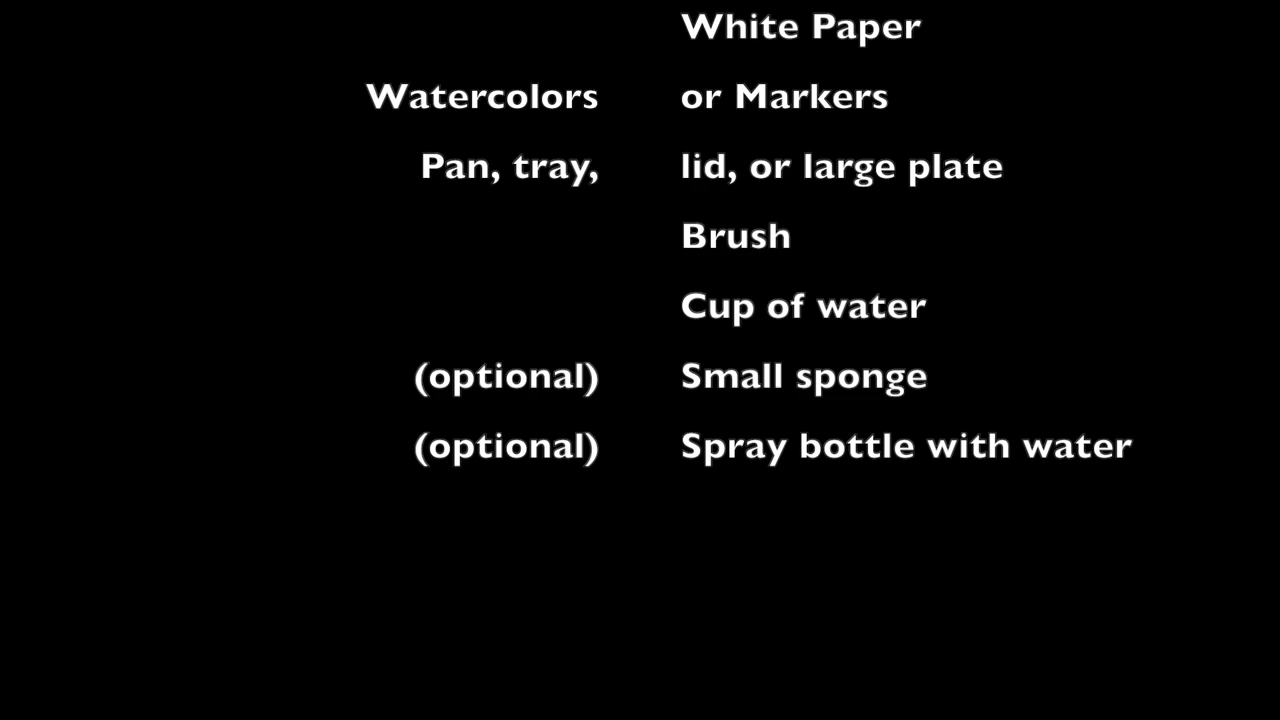 White Paper
Watercolors or Markers
Pan, tray, lid, or large plate
Brush
Cup of water
(optional) Small sponge
(optional) Spray bottle with water